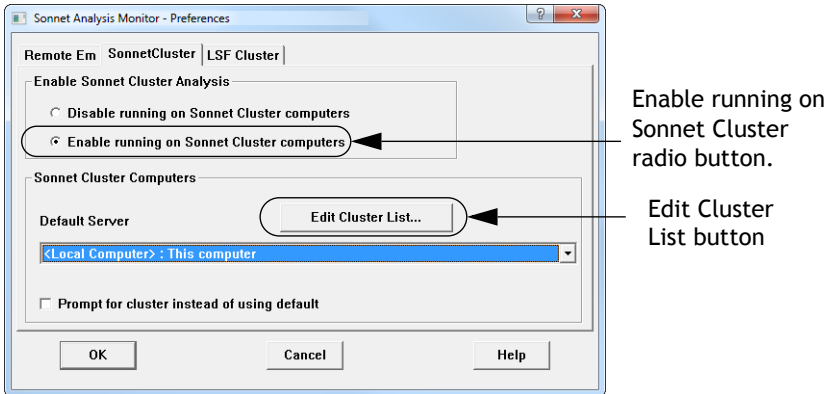 Sonnet Analysis Monitor - Preferences
Remote Em SonnetCluster LSF Cluster
Enable Sonnet Cluster Analysis
Disable running on Sonnet Cluster computers
Enable running on Sonnet Cluster computers
Enable running on
Sonnet Cluster
radio button.
Sonnet Cluster Computers
Default Server
Edit Cluster List...
Edit Cluster
List button
<Local Computer> : This computer
Prompt for cluster instead of using default
OK Cancel Help